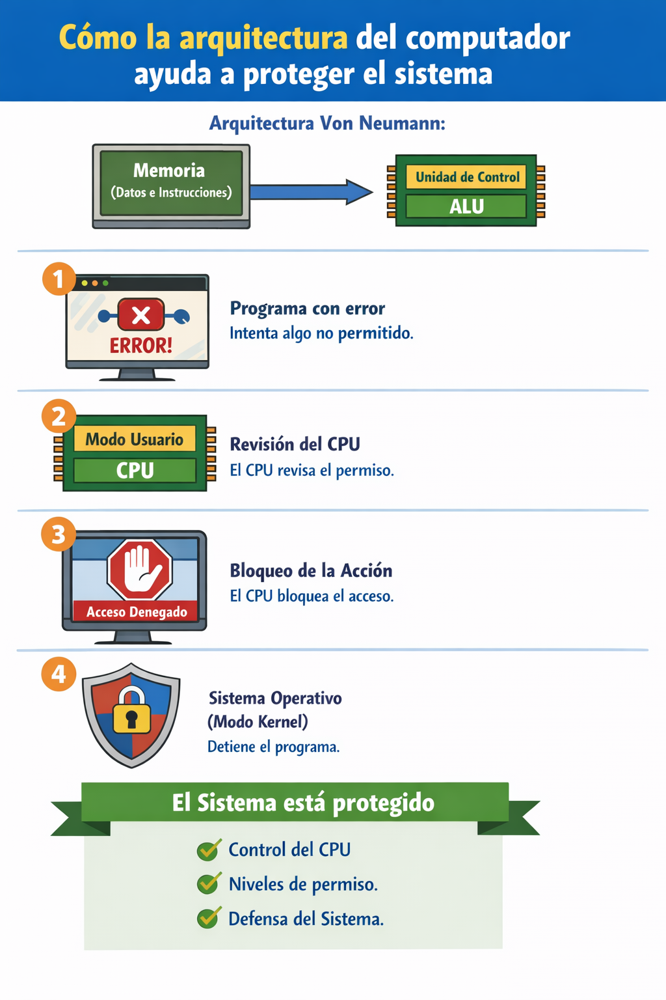 Cómo la arquitectura del computador
ayuda a proteger el sistema
Arquitectura Von Neumann:
Memoria
(Datos e Instrucciones)
Unidad de Control
ALU
1
ERROR!
Programa con error
Intenta algo no permitido.
2
Modo Usuario
CPU
Revisión del CPU
El CPU revisa el permiso.
3
Acceso Denegado
Bloqueo de la Acción
El CPU bloquea el acceso.
4
Sistema Operativo
(Modo Kernel)
Detiene el programa.
El Sistema está protegido
Control del CPU
Niveles de permiso.
Defensa del Sistema.